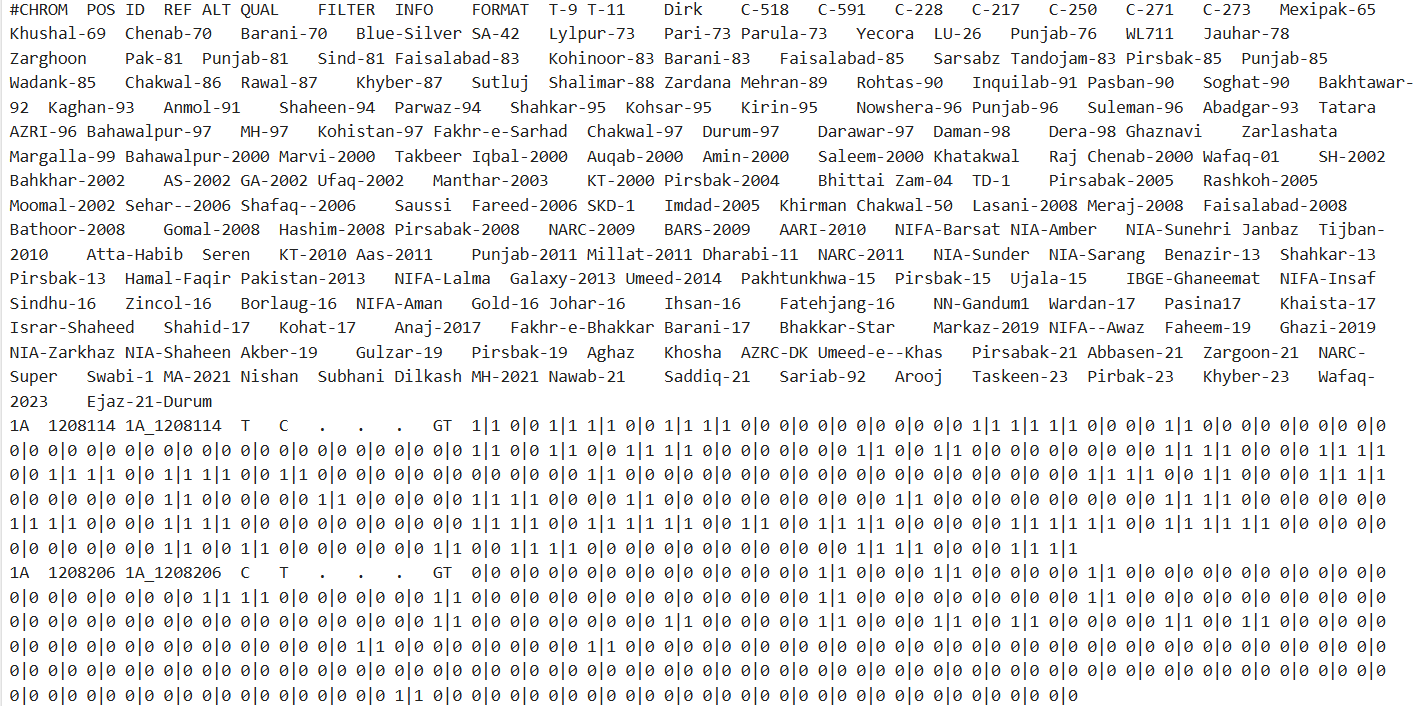 #CHROM POS ID REF ALT QUAL FILTER INFO FORMAT T-9 T-11 Dirk C-518 C-591 C-228 C-217 C-250 C-271 C-273 Mexipak-65
Khushal-69 Chenab-70 Barani-70 Blue-Silver SA-42 Lylpur-73 Pari-73 Parula-73 Yecora LU-26 Punjab-76 WL711 Jauhar-78
Zarghoon Pak-81 Punjab-81 Sind-81 Faisalabad-83 Kohinoor-83 Barani-83 Faisalabad-85 Sarsabz Tandojam-83 Pirsbak-85 Punjab-85
Wadank-85 Chakwal-86 Rawal-87 Khyber-87 Sutluj Shalimar-88 Zardana Mehran-89 Rohtas-90 Inquilab-91 Pasban-90 Soghat-90 Bakhtawar-
92 Kaghan-93 Anmol-91 Shaheen-94 Parwaz-94 Shahkar-95 Kohsar-95 Kirin-95 Nowshera-96 Punjab-96 Suleman-96 Abadgar-93 Tatara
AZRI-96 Bahawalpur-97 MH-97 Kohistan-97 Fakhr-e-Sarhad Chakwal-97 Durum-97 Darawar-97 Daman-98 Dera-98 Ghaznavi Zarlashata
Margalla-99 Bahawalpur-2000 Marvi-2000 Takbeer Iqbal-2000 Auqab-2000 Amin-2000 Saleem-2000 Khatakwal Raj Chenab-2000 Wafaq-01 SH-2002
Bahkhar-2002 AS-2002 GA-2002 Ufaq-2002 Manthar-2003 KT-2000 Pirsbak-2004 Bhittai Zam-04 TD-1 Pirsabak-2005 Rashkoh-2005
Moomal-2002 Sehar--2006 Shafaq--2006 Saussi Fareed-2006 SKD-1 Imdad-2005 Khirman Chakwal-50 Lasani-2008 Meraj-2008 Faisalabad-2008
Bathoor-2008 Gomal-2008 Hashim-2008 Pirsabak-2008 NARC-2009 BARS-2009 AARI-2010 NIFA-Barsat NIA-Amber NIA-Sunehri Janbaz Tijban-
2010 Atta-Habib Seren KT-2010 Aas-2011 Punjab-2011 Millat-2011 Dharabi-11 NARC-2011 NIA-Sunder NIA-Sarang Benazir-13 Shahkar-13
Pirsbak-13 Hamal-Faqir Pakistan-2013 NIFA-Lalma Galaxy-2013 Umeed-2014 Pakhtunkhwa-15 Pirsbak-15 Ujala-15 IBGE-Ghaneemat NIFA-Insaf
Sindhu-16 Zincol-16 Borlaug-16 NIFA-Aman Gold-16 Johar-16 Ihsan-16 Fatehjang-16 NN-Gandum1 Wardan-17 Pasina17 Khaista-17
Israr-Shaheed Shahid-17 Kohat-17 Anaj-2017 Fakhr-e-Bhakkar Barani-17 Bhakkar-Star Markaz-2019 NIFA--Awaz Faheem-19 Ghazi-2019
NIA-Zarkhaz NIA-Shaheen Akber-19 Gulzar-19 Pirsbak-19 Aghaz Khosha AZRC-DK Umeed-e--Khas Pirsabak-21 Abbasen-21 Zargoon-21 NARC-
Super Swabi-1 MA-2021 Nishan Subhani Dilkash MH-2021 Nawab-21 Saddiq-21 Sariab-92 Arooj Taskeen-23 Pirbak-23 Khyber-23 Wafaq-
2023 Ejaz-21-Durum
1A 1208114 1A_1208114 T C . . . GT 1|1 0|0 1|1 1|1 0|0 1|1 1|1 0|0 0|0 0|0 0|0 0|0 0|0 1|1 1|1 1|1 0|0 0|0 1|1 0|0 0|0 0|0 0|0 0|0
0|0 0|0 0|0 0|0 0|0 0|0 0|0 0|0 0|0 0|0 0|0 0|0 1|1 0|0 1|1 0|0 1|1 1|1 0|0 0|0 0|0 0|0 1|1 0|0 1|1 0|0 0|0 0|0 0|0 0|0 1|1 1|1 0|0 0|0 1|1 1|1
0|0 1|1 1|1 0|0 1|1 1|1 0|0 1|1 0|0 0|0 0|0 0|0 0|0 0|0 0|0 1|1 0|0 0|0 0|0 0|0 0|0 0|0 0|0 0|0 0|0 0|0 0|0 0|0 1|1 1|1 0|0 1|1 0|0 0|0 1|1 1|1
0|0 0|0 0|0 0|0 1|1 0|0 0|0 0|0 1|1 0|0 0|0 0|0 1|1 1|1 0|0 0|0 1|1 0|0 0|0 0|0 0|0 0|0 0|0 1|1 0|0 0|0 0|0 0|0 0|0 0|0 1|1 1|1 0|0 0|0 0|0 0|0
1|1 1|1 0|0 0|0 1|1 1|1 0|0 0|0 0|0 0|0 0|0 0|0 1|1 1|1 0|0 1|1 1|1 1|1 0|0 1|1 0|0 1|1 1|1 0|0 0|0 0|0 1|1 1|1 1|1 0|0 1|1 1|1 1|1 0|0 0|0 0|0
0|0 0|0 0|0 0|0 1|1 0|0 1|1 0|0 0|0 0|0 0|0 1|1 0|0 1|1 1|1 0|0 0|0 0|0 0|0 0|0 0|0 0|0 1|1 1|1 0|0 0|0 1|1 1|1
1A 1208206 1A_1208206 C T . . . GT 0|0 0|0 0|0 0|0 0|0 0|0 0|0 0|0 0|0 1|1 0|0 0|0 1|1 0|0 0|0 0|0 1|1 0|0 0|0 0|0 0|0 0|0 0|0 0|0
0|0 0|0 0|0 0|0 0|0 1|1 1|1 0|0 0|0 0|0 0|0 1|1 0|0 0|0 0|0 0|0 0|0 0|0 0|0 0|0 0|0 1|1 0|0 0|0 0|0 0|0 0|0 0|0 1|1 0|0 0|0 0|0 0|0 0|0 0|0 0|0
0|0 0|0 0|0 0|0 0|0 0|0 0|0 0|0 0|0 0|0 0|0 1|1 0|0 0|0 0|0 0|0 0|0 1|1 0|0 0|0 0|0 1|1 0|0 0|0 1|1 0|0 1|1 0|0 0|0 0|0 1|1 0|0 1|1 0|0 0|0 0|0
0|0 0|0 0|0 0|0 0|0 0|0 0|0 0|0 0|0 1|1 0|0 0|0 0|0 0|0 0|0 1|1 0|0 0|0 0|0 0|0 0|0 0|0 0|0 0|0 0|0 0|0 0|0 0|0 0|0 0|0 0|0 0|0 0|0 0|0 0|0 0|0
0|0 0|0 0|0 0|0 0|0 0|0 0|0 0|0 0|0 0|0 0|0 0|0 0|0 0|0 0|0 0|0 0|0 0|0 0|0 0|0 0|0 0|0 0|0 0|0 0|0 0|0 0|0 0|0 0|0 0|0 0|0 0|0 0|0 0|0 0|0 0|0
0|0 0|0 0|0 0|0 0|0 0|0 0|0 0|0 0|0 0|0 1|1 0|0 0|0 0|0 0|0 0|0 0|0 0|0 0|0 0|0 0|0 0|0 0|0 0|0 0|0 0|0 0|0 0|0